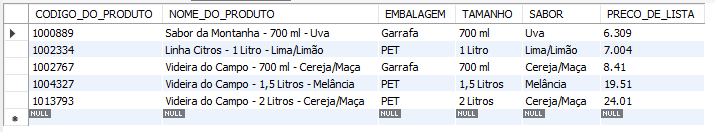 CODIGO_DO_PRODUTO NOME_DO_PRODUTO EMBALAGEM TAMANHO SABOR PRECO_DE_LISTA
1000889 Sabor da Montanha - 700 ml - Uva Garrafa 700 ml Uva 6.309
1002334 Linha Citros - 1 Litro - Lima/Limão PET 1 Litro Lima/Limão 7.004
1002767 Videira do Campo - 700 ml - Cereja/Maça Garrafa 700 ml Cereja/Maça 8.41
1004327 Videira do Campo - 1,5 Litros - Melância PET 1,5 Litros Melância 19.51
1013793 Videira do Campo - 2 Litros - Cereja/Maça PET 2 Litros Cereja/Maça 24.01
NULL NULL NULL NULL NULL NULL